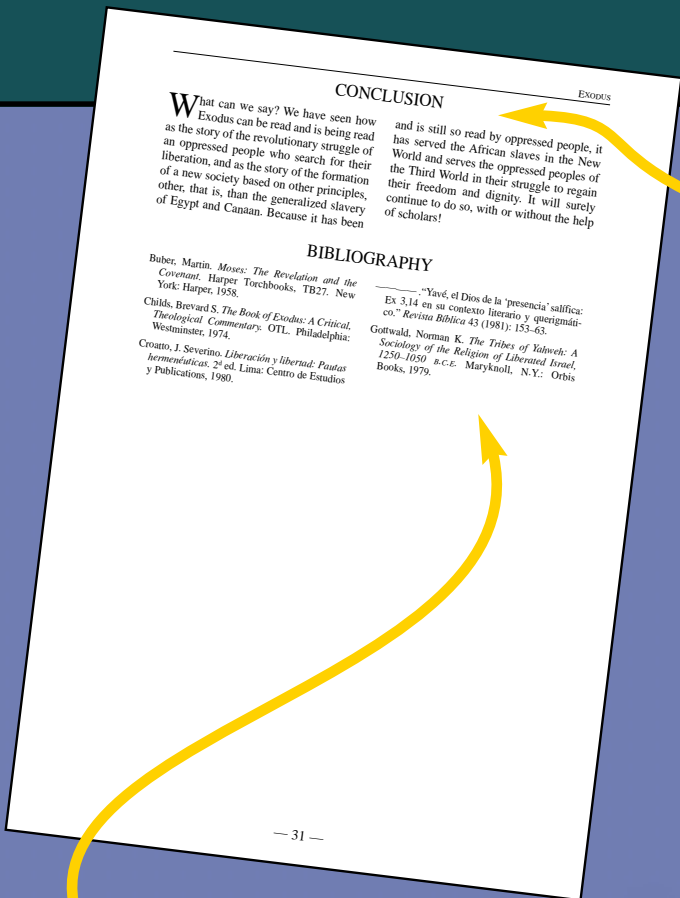 EXODUS
CONCLUSION
What can we say? We have seen how
Exodus can be read and is being read
as the story of the revolutionary struggle of
an oppressed people who search for their
liberation, and as the story of the formation
of a new society based on other principles,
other, that is, than the generalized slavery
of Egypt and Canaan. Because it has been
and is still so read by oppressed people, it
has served the African slaves in the New
World and serves the oppressed peoples of
the Third World in their struggle to regain
their freedom and dignity. It will surely
continue to do so, with or without the help
of scholars!
BIBLIOGRAPHY
Buber, Martin. Moses: The Revelation and the
Covenant. Harper Torchbooks, TB27. New
York: Harper, 1958.
Childs, Brevard S. The Book of Exodus: A Critical,
Theological Commentary. OTL. Philadelphia:
Westminster, 1974.
Croatto, J. Severino. Liberación y libertad: Pautas
hermenéuticas. 2ª ed. Lima: Centro de Estudios
y Publications, 1980.
———. “Yavé, el Dios de la ‘presencia’ salífica:
Ex 3,14 en su contexto literario y querigmáti-
co.” Revista Bíblica 43 (1981): 153–63.
Gottwald, Norman K. The Tribes of Yahweh: A
Sociology of the Religion of Liberated Israel,
1250–1050 B.C.E. Maryknoll, N.Y.: Orbis
Books, 1979.
— 31 —